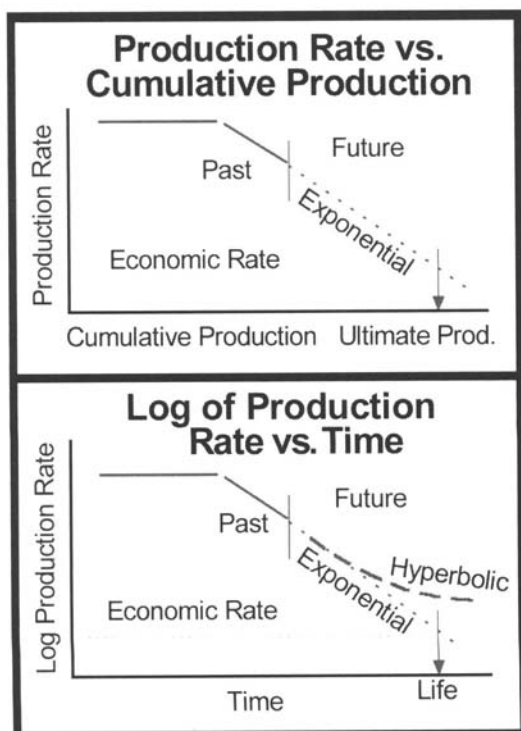 Production Rate vs.
Cumulative Production
Production Rate
Past
Future
Exponential
Economic Rate
Cumulative Production
Ultimate Prod.
Log of Production
Rate vs. Time
Log Production Rate
Past
Future
Hyperbolic
Exponential
Economic Rate
Time
Life